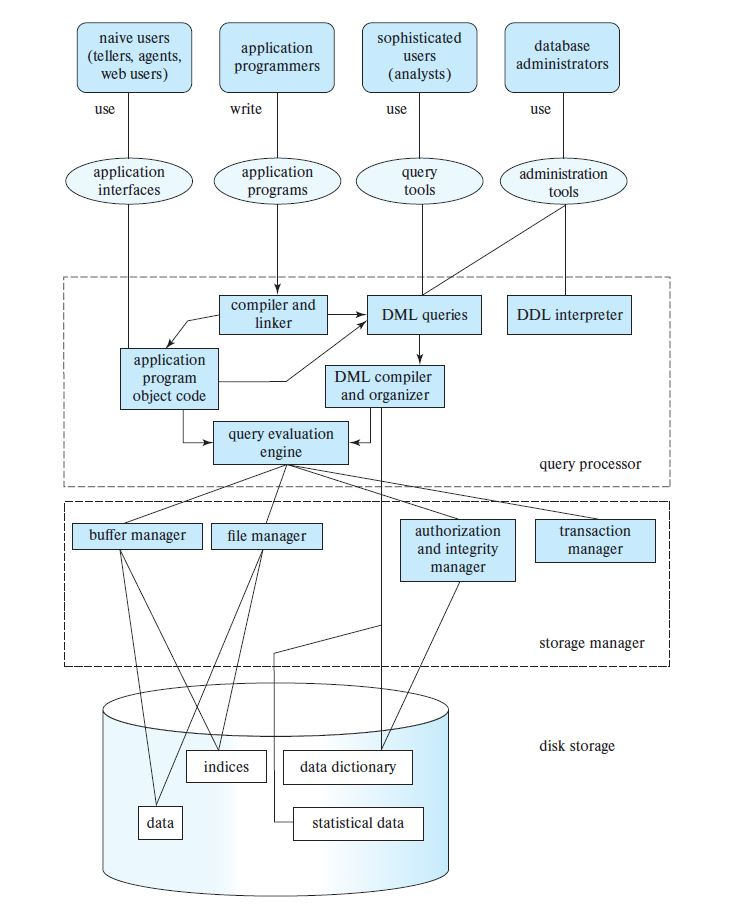 naive users
(tellers, agents,
web users)
application
programmers
sophisticated
users
(analysts)
database
administrators
use
write
use
use
application
interfaces
application
programs
query
tools
administration
tools
compiler and
linker
DML queries
DDL interpreter
application
program
object code
DML compiler
and organizer
query evaluation
engine
query processor
buffer manager
file manager
authorization
and integrity
manager
transaction
manager
storage manager
disk storage
indices
data dictionary
data
statistical data